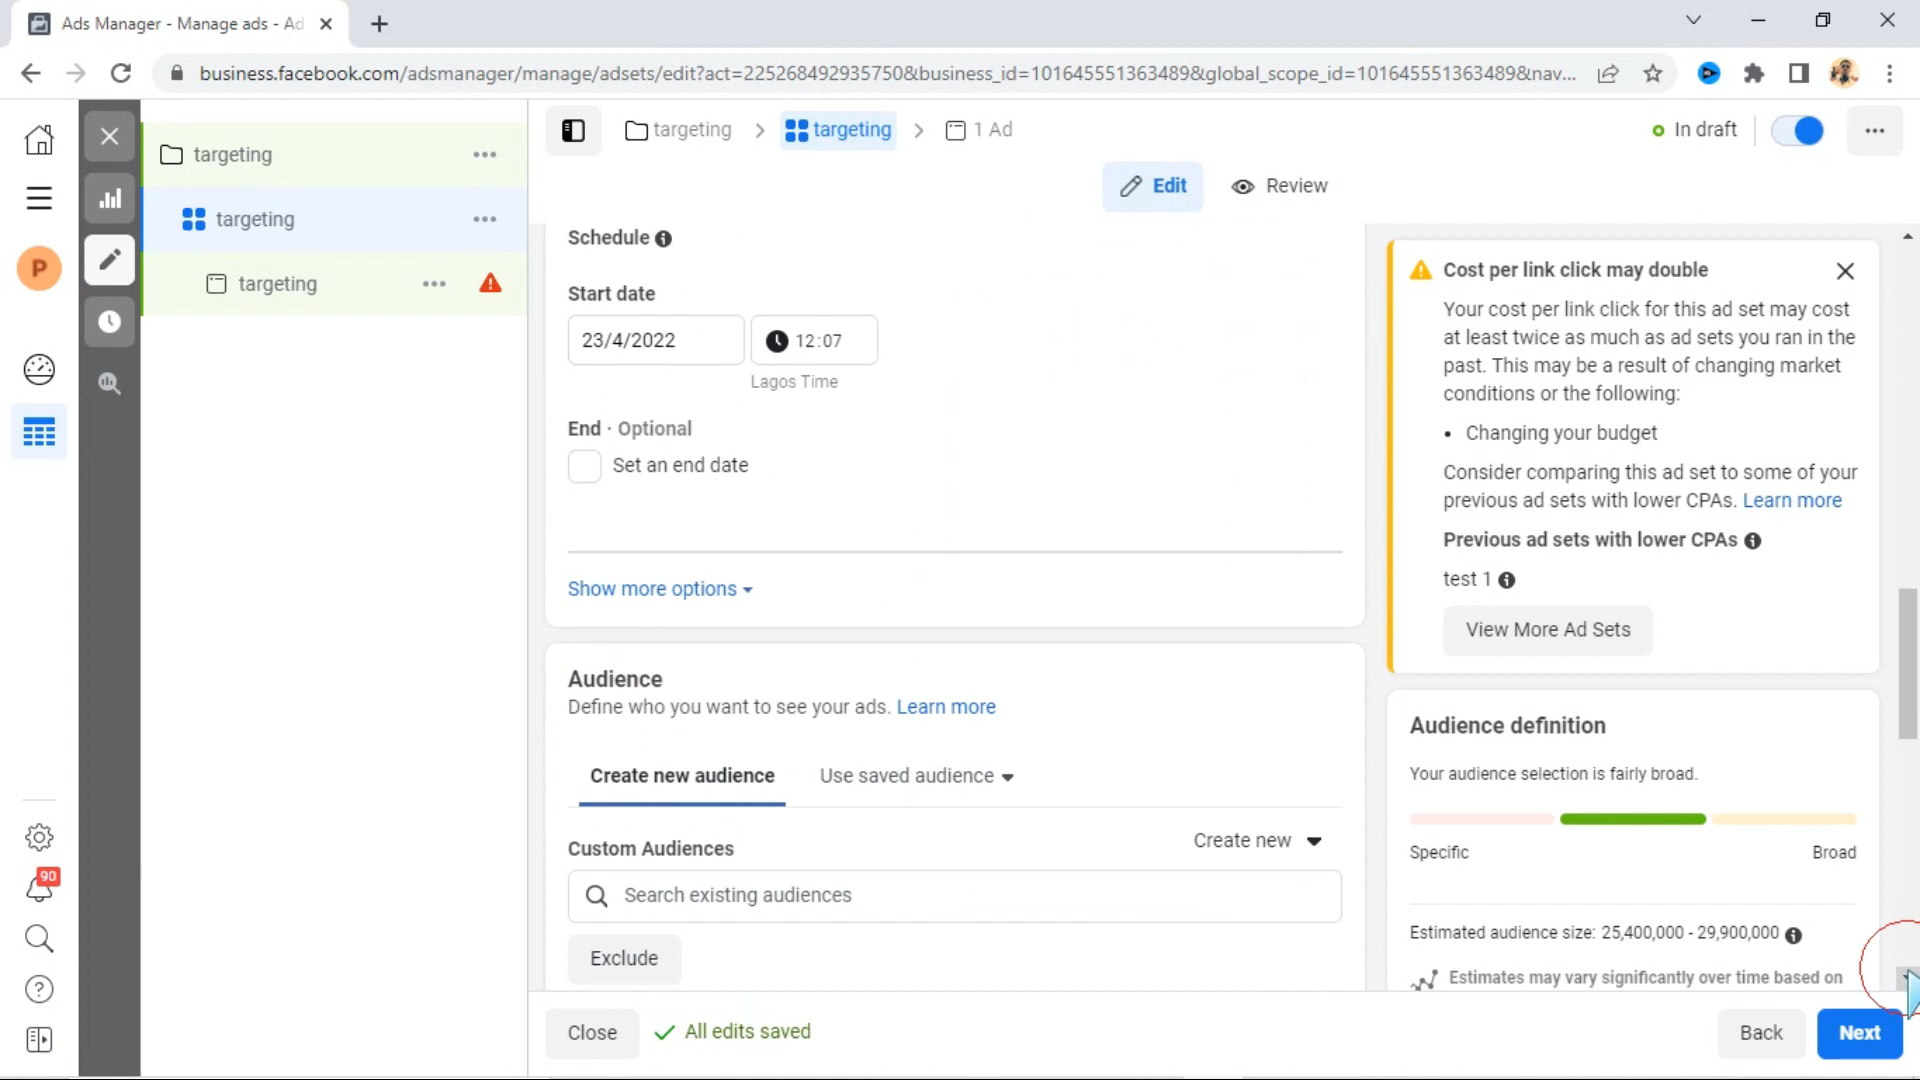 Ads Manager - Manage ads - Ad
business.facebook.com/adsmanager/manage/adsets/edit?act=225268492935750&business_id=101645551363489&global_scope_id=101645551363489&nav...
targeting
targeting
targeting
P
90
targeting > targeting > 1 Ad
In draft
Edit
Review
Schedule
Start date
23/4/2022
12:07
Lagos Time
End · Optional
Set an end date
Show more options
Audience
Define who you want to see your ads. Learn more
Create new audience
Use saved audience
Custom Audiences
Create new
Search existing audiences
Exclude
Cost per link click may double
Your cost per link click for this ad set may cost
at least twice as much as ad sets you ran in the
past. This may be a result of changing market
conditions or the following:
• Changing your budget
Consider comparing this ad set to some of your
previous ad sets with lower CPAs. Learn more
Previous ad sets with lower CPAs
test 1
View More Ad Sets
Audience definition
Your audience selection is fairly broad.
Specific
Broad
Estimated audience size: 25,400,000 - 29,900,000
Estimates may vary significantly over time based on
Close
All edits saved
Back
Next